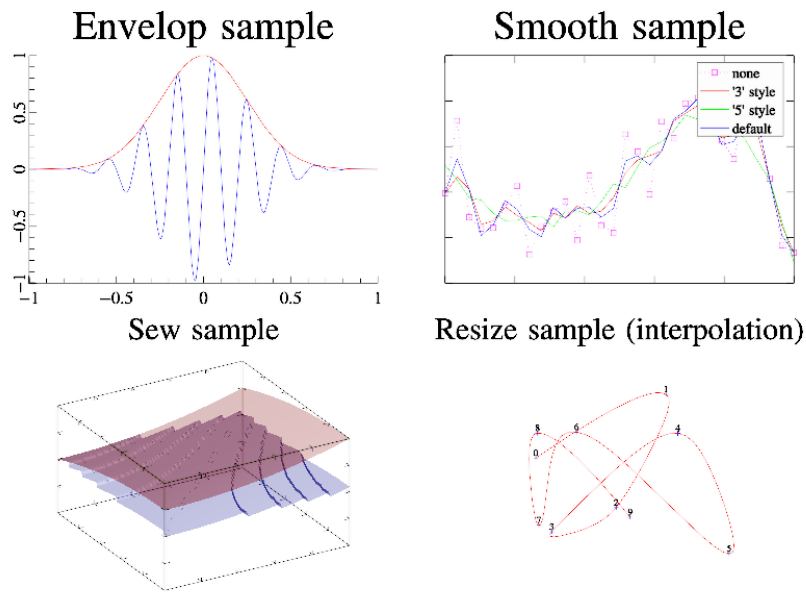 Envelop sample
Smooth sample
1
0.5
0
−0.5
−1
−1
−0.5
0
0.5
1
none
'3' style
'5' style
default
Sew sample
Resize sample (interpolation)
1
8
6
4
0
2
9
7
3
5